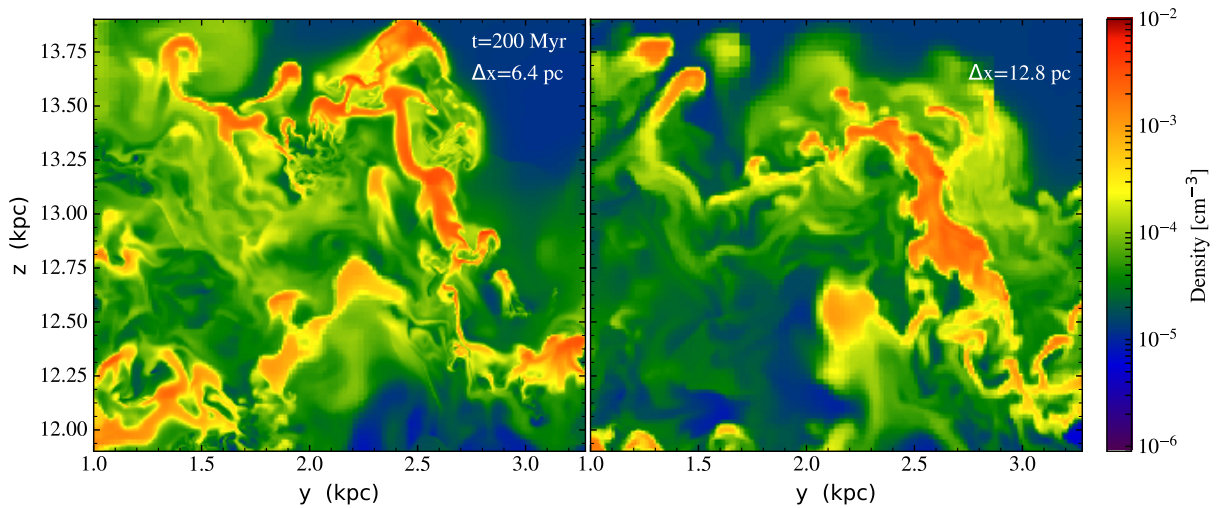 t=200 Myr
Δx=6.4 pc
Δx=12.8 pc
13.75
13.50
13.25
13.00
12.75
12.50
12.25
12.00
z (kpc)
1.0 1.5 2.0 2.5 3.0
y (kpc)
1.0 1.5 2.0 2.5 3.0
y (kpc)
10⁻²
10⁻³
10⁻⁴
10⁻⁵
10⁻⁶
Density [cm⁻³]